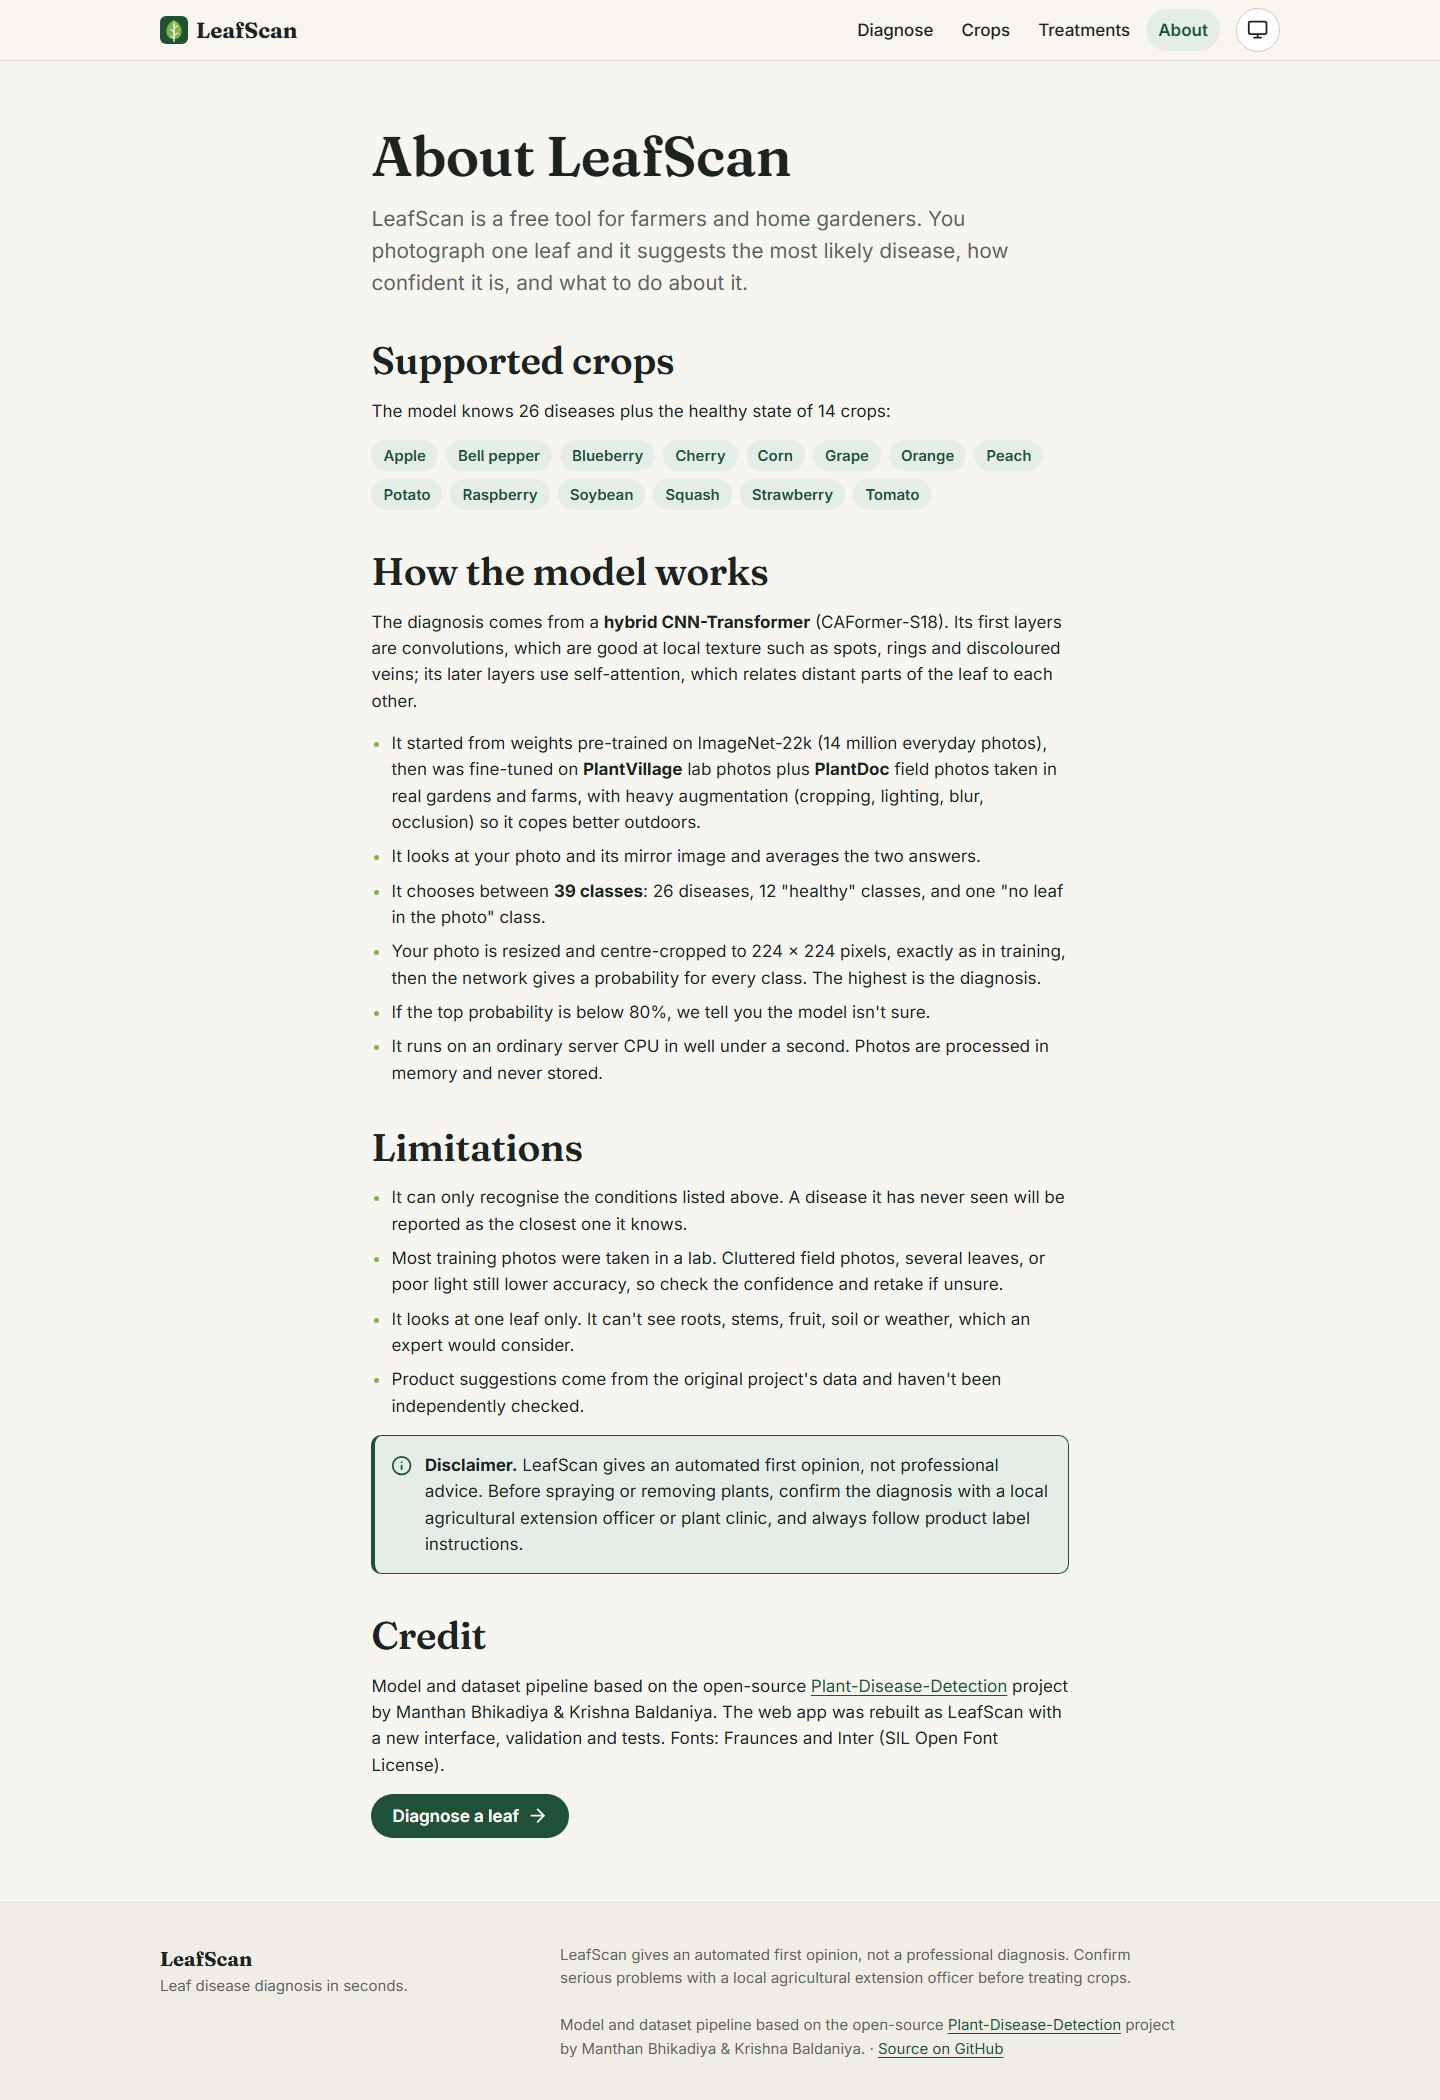 LeafScan
Diagnose Crops Treatments About
About LeafScan
LeafScan is a free tool for farmers and home gardeners. You
photograph one leaf and it suggests the most likely disease, how
confident it is, and what to do about it.
Supported crops
The model knows 26 diseases plus the healthy state of 14 crops:
Apple Bell pepper Blueberry Cherry Corn Grape Orange Peach
Potato Raspberry Soybean Squash Strawberry Tomato
How the model works
The diagnosis comes from a hybrid CNN-Transformer (CAFormer-S18). Its first layers
are convolutions, which are good at local texture such as spots, rings and discoloured
veins; its later layers use self-attention, which relates distant parts of the leaf to each
other.
• It started from weights pre-trained on ImageNet-22k (14 million everyday photos),
then was fine-tuned on PlantVillage lab photos plus PlantDoc field photos taken in
real gardens and farms, with heavy augmentation (cropping, lighting, blur,
occlusion) so it copes better outdoors.
• It looks at your photo and its mirror image and averages the two answers.
• It chooses between 39 classes: 26 diseases, 12 "healthy" classes, and one "no leaf
in the photo" class.
• Your photo is resized and centre-cropped to 224 × 224 pixels, exactly as in training,
then the network gives a probability for every class. The highest is the diagnosis.
• If the top probability is below 80%, we tell you the model isn't sure.
• It runs on an ordinary server CPU in well under a second. Photos are processed in
memory and never stored.
Limitations
• It can only recognise the conditions listed above. A disease it has never seen will be
reported as the closest one it knows.
• Most training photos were taken in a lab. Cluttered field photos, several leaves, or
poor light still lower accuracy, so check the confidence and retake if unsure.
• It looks at one leaf only. It can't see roots, stems, fruit, soil or weather, which an
expert would consider.
• Product suggestions come from the original project's data and haven't been
independently checked.
Disclaimer. LeafScan gives an automated first opinion, not professional
advice. Before spraying or removing plants, confirm the diagnosis with a local
agricultural extension officer or plant clinic, and always follow product label
instructions.
Credit
Model and dataset pipeline based on the open-source Plant-Disease-Detection project
by Manthan Bhikadiya & Krishna Baldaniya. The web app was rebuilt as LeafScan with
a new interface, validation and tests. Fonts: Fraunces and Inter (SIL Open Font
License).
Diagnose a leaf →
LeafScan
Leaf disease diagnosis in seconds.
LeafScan gives an automated first opinion, not a professional diagnosis. Confirm
serious problems with a local agricultural extension officer before treating crops.
Model and dataset pipeline based on the open-source Plant-Disease-Detection project
by Manthan Bhikadiya & Krishna Baldaniya. · Source on GitHub